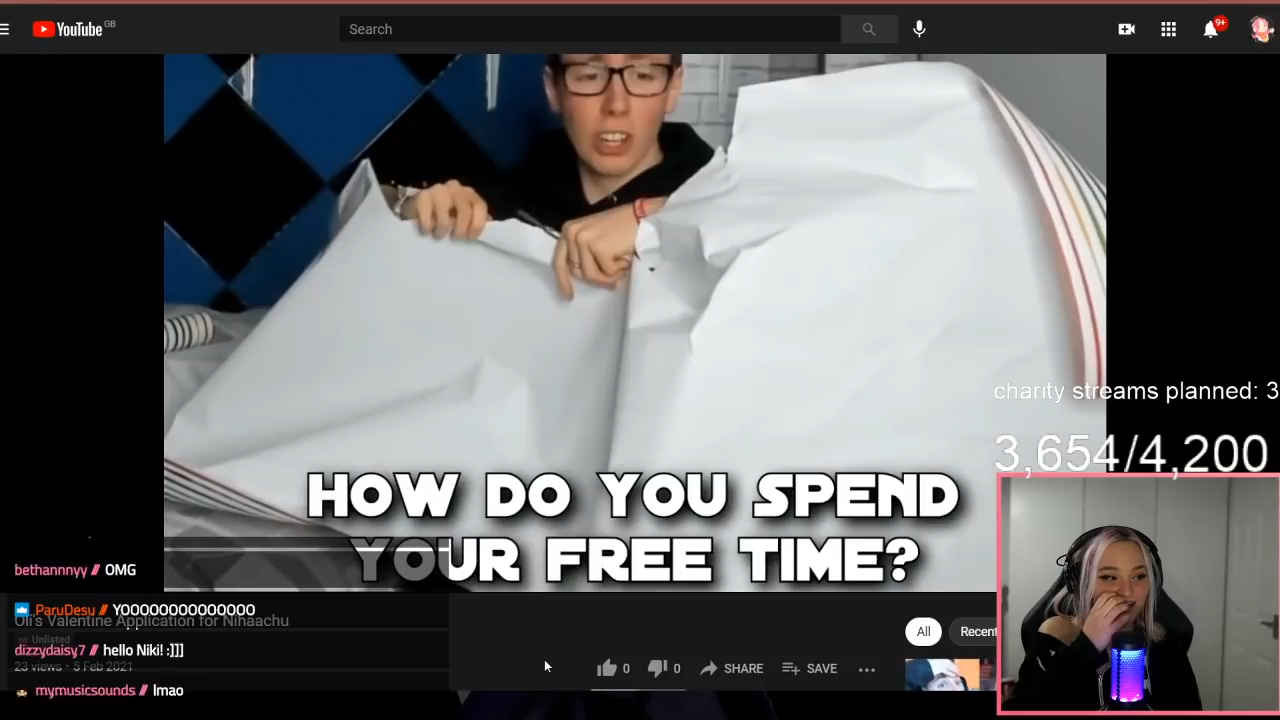 YouTube GB
Search
9+
HOW DO YOU SPEND
YOUR FREE TIME?
charity streams planned: 3
3,654/4,200
bethannnyy // OMG
ParuDesu // YOOOOOOOOOOOOO
Oli's Valentine Application for Nihaachu
Unlisted
dizzydaisy7 // hello Niki! :]]]
23 views • 5 Feb 2021
mymusicsounds // lmao
All
Recent
0
0
SHARE
SAVE